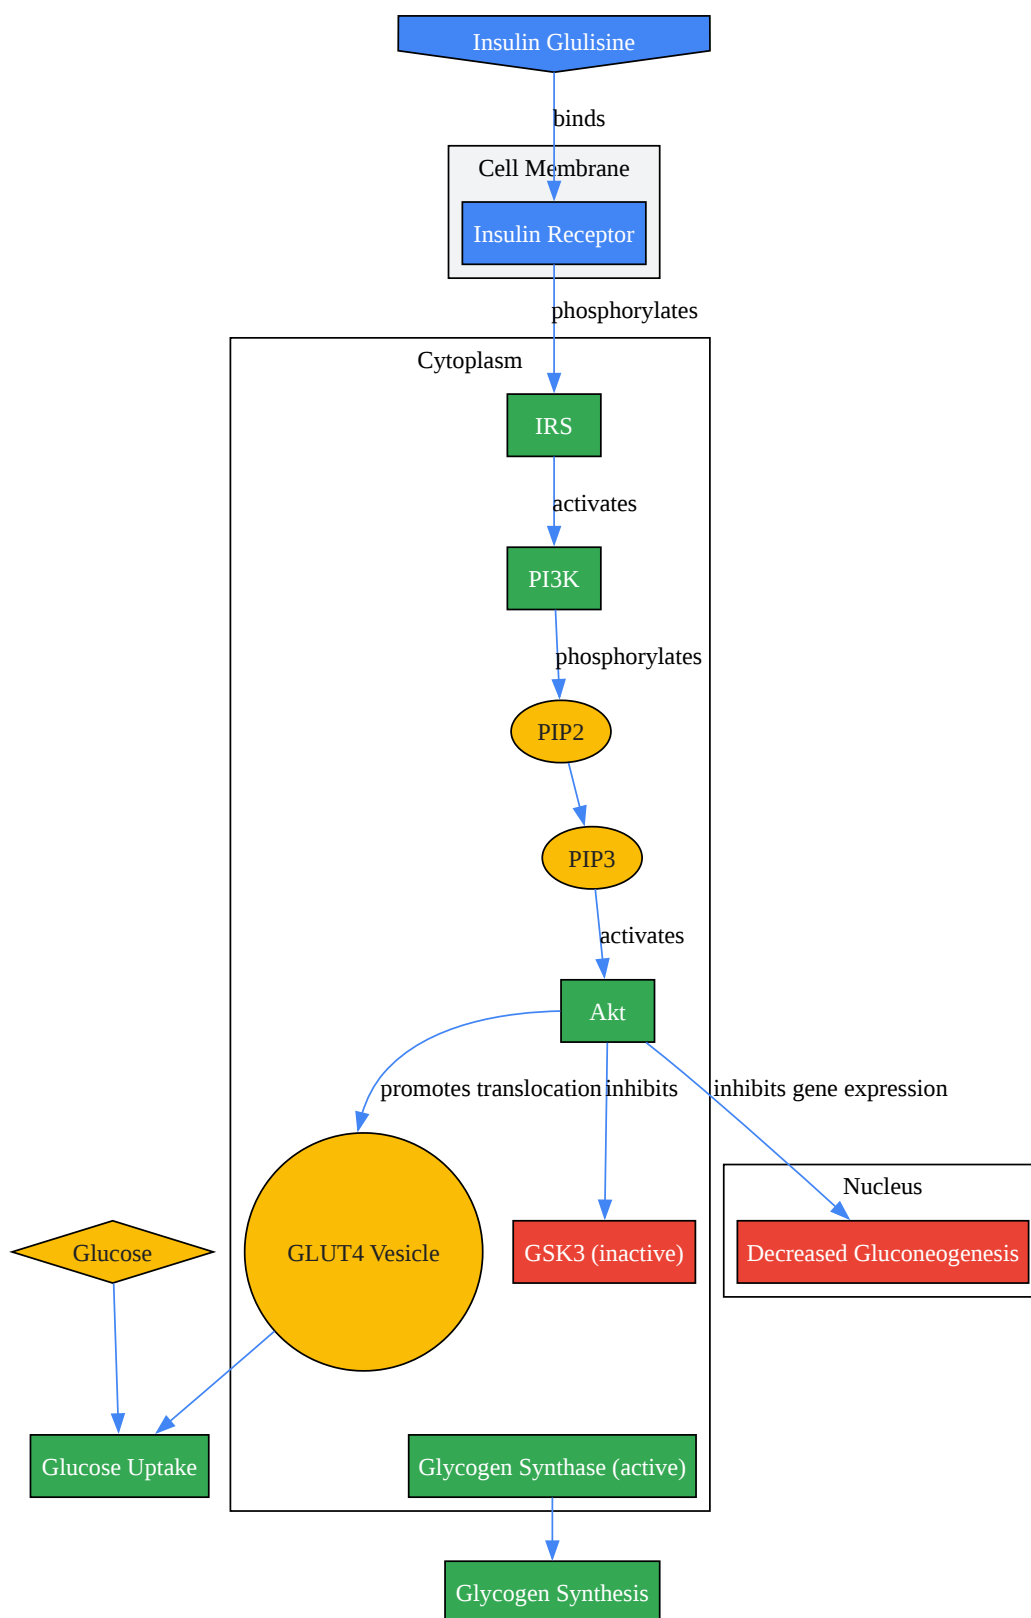 Insulin Glulisine
binds
Cell Membrane
Insulin Receptor
phosphorylates
Cytoplasm
IRS
activates
PI3K
phosphorylates
PIP2
PIP3
activates
Akt
promotes translocation
inhibits
inhibits gene expression
Nucleus
Glucose
GLUT4 Vesicle
GSK3 (inactive)
Decreased Gluconeogenesis
Glucose Uptake
Glycogen Synthase (active)
Glycogen Synthesis